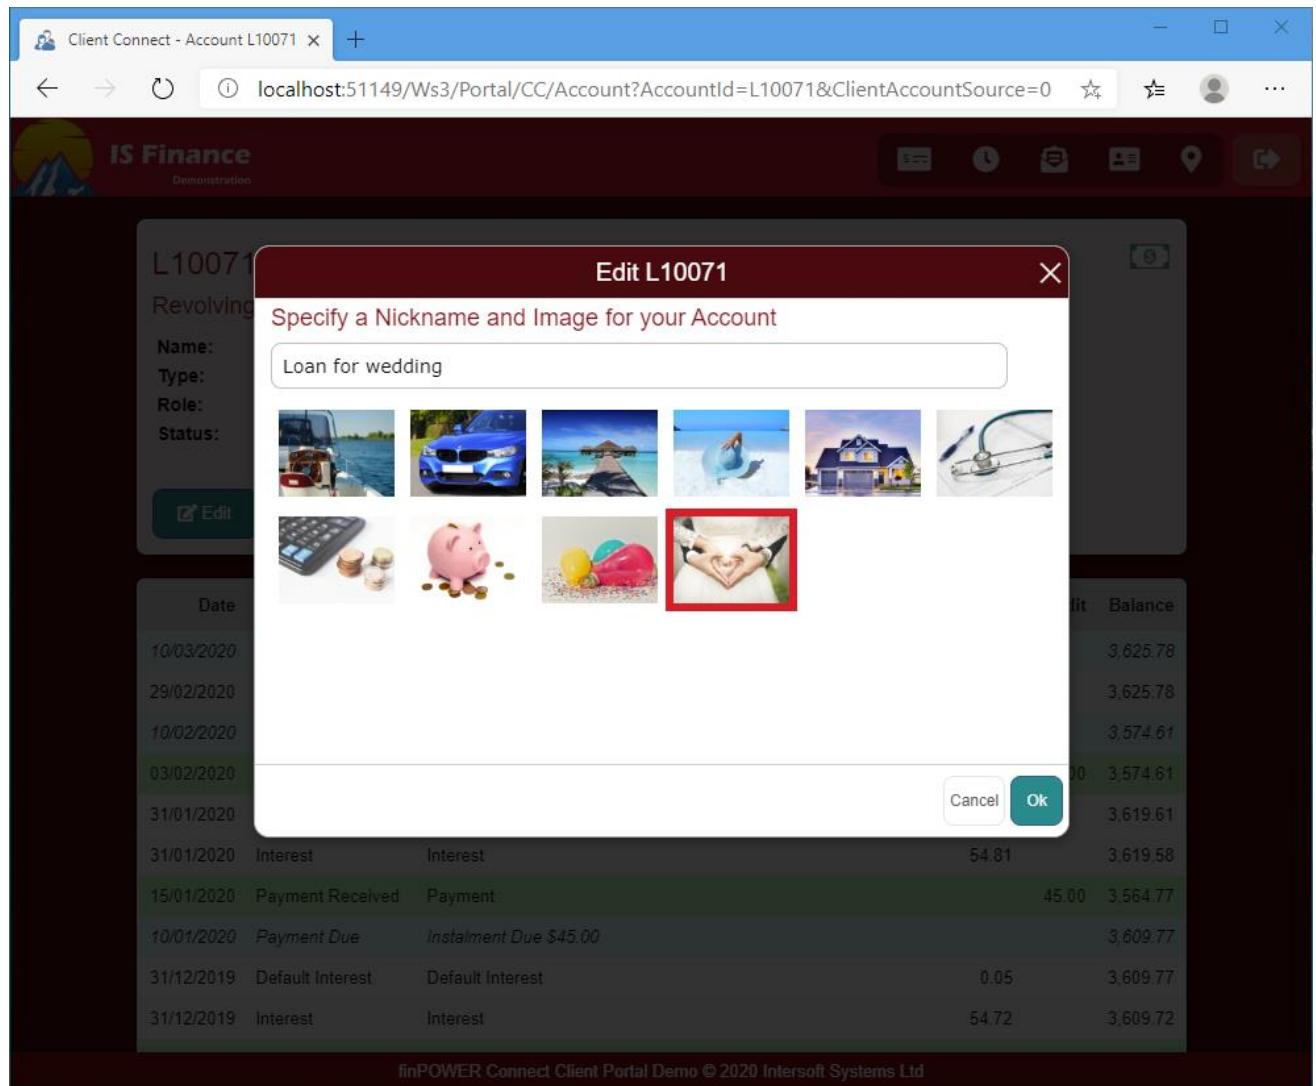 Client Connect - Account L10071
localhost:51149/Ws3/Portal/CC/Account?AccountId=L10071&ClientAccountSource=0
IS Finance
Demonstration
L10071
Revolving
Name:
Type:
Role:
Status:
Edit
Edit L10071
Specify a Nickname and Image for your Account
Loan for wedding
Cancel Ok
Date dit Balance
10/03/2020 3,625.78
29/02/2020 3,625.78
10/02/2020 3,574.61
03/02/2020 00 3,574.61
31/01/2020 3,619.61
31/01/2020 Interest Interest 54.81 3,619.58
15/01/2020 Payment Received Payment 45.00 3,564.77
10/01/2020 Payment Due Instalment Due $45.00 3,609.77
31/12/2019 Default Interest Default Interest 0.05 3,609.77
31/12/2019 Interest Interest 54.72 3,609.72
finPOWER Connect Client Portal Demo © 2020 Intersoft Systems Ltd